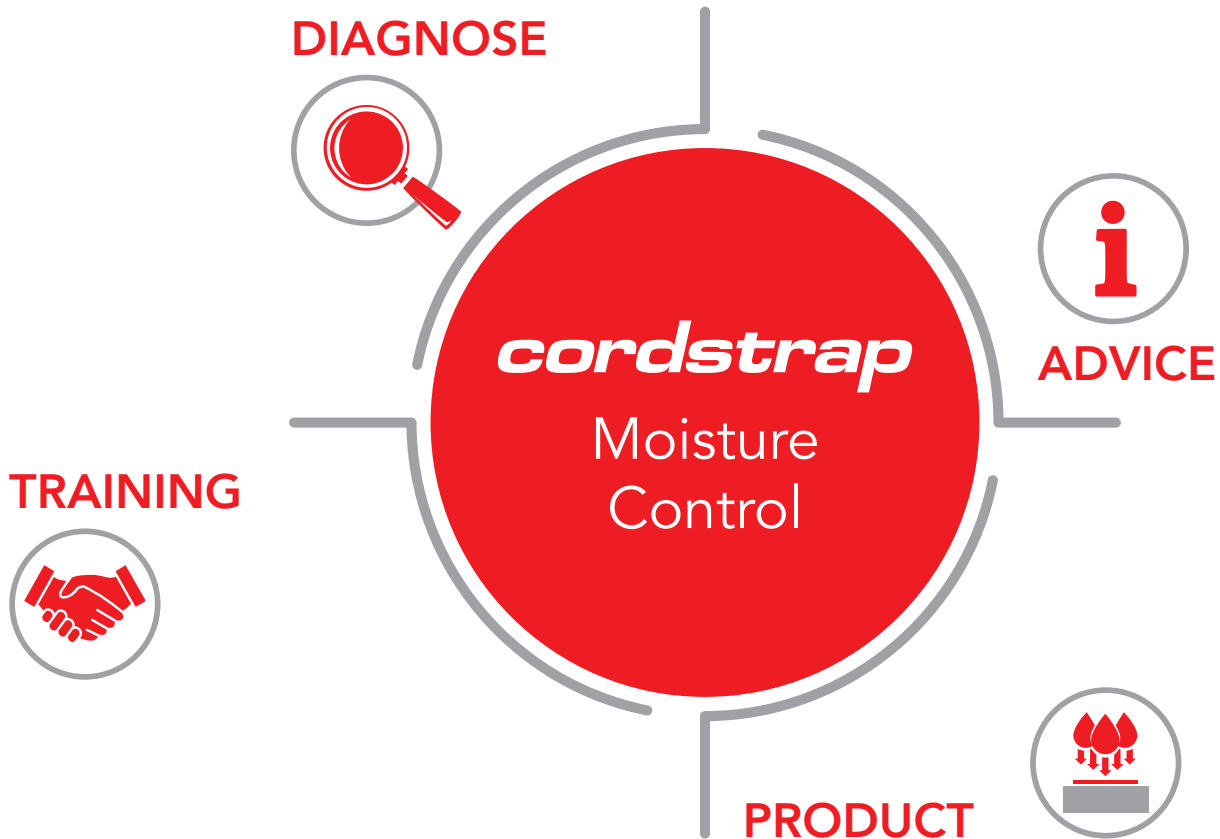 DIAGNOSE
ADVICE
cordstrap
Moisture
Control
TRAINING
PRODUCT